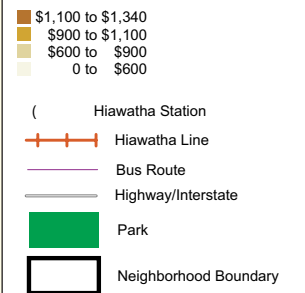 $1,100 to $1,340
$900 to $1,100
$600 to $900
0 to $600
( Hiawatha Station
Hiawatha Line
Bus Route
Highway/Interstate
Park
Neighborhood Boundary